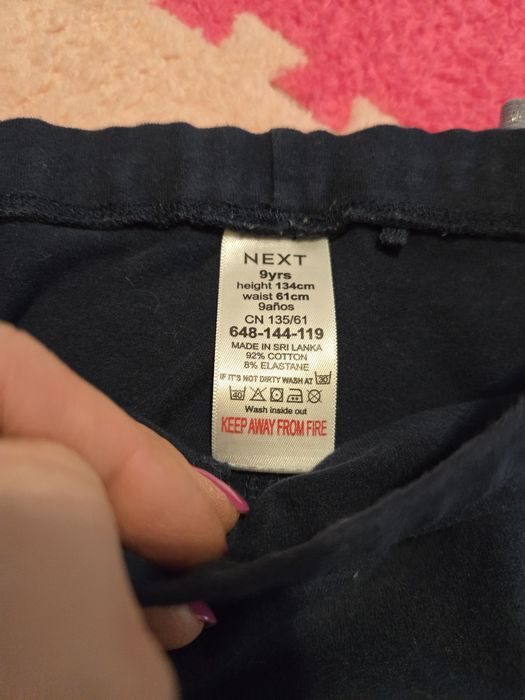 NEXT
9yrs
height 134cm
waist 61cm
9años
CN 135/61
648-144-119
MADE IN SRI LANKA
92% COTTON
8% ELASTANE
IF IT'S NOT DIRTY WASH AT 30
40
Wash inside out
KEEP AWAY FROM FIRE